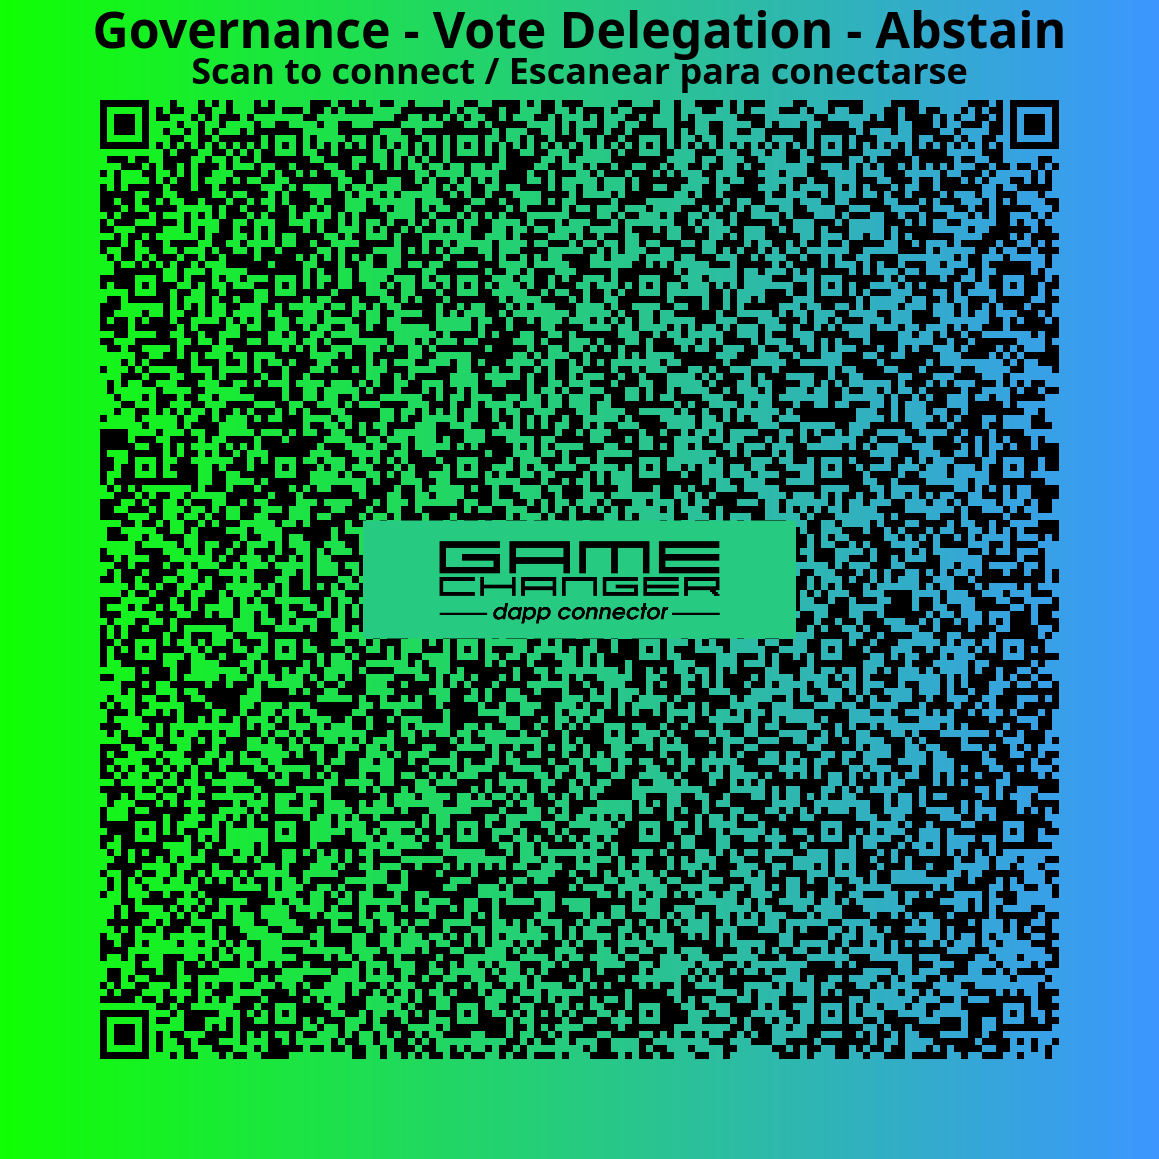 Governance - Vote Delegation - Abstain
Scan to connect / Escanear para conectarse
GAME
CHANGER
dapp connector